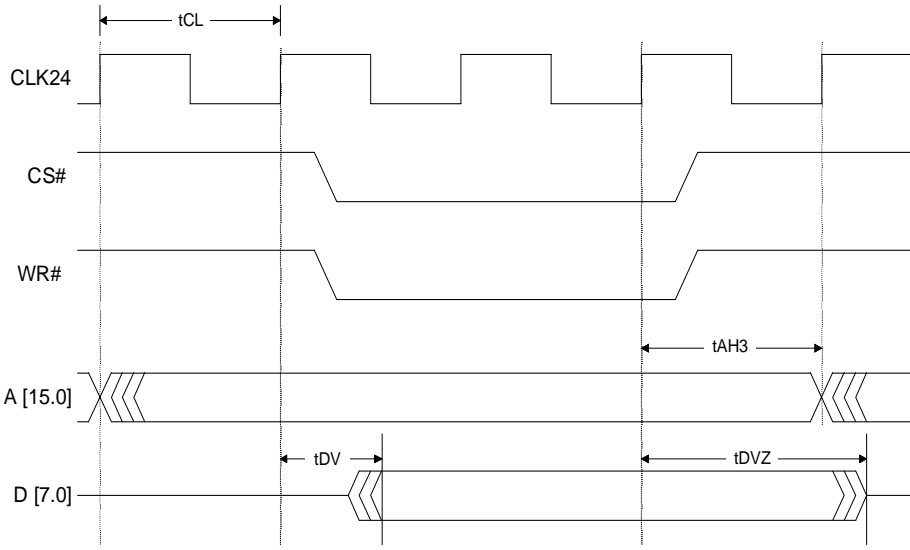 tCL
CLK24
CS#
WR#
tAH3
A [15.0]
tDV
tDVZ
D [7.0]